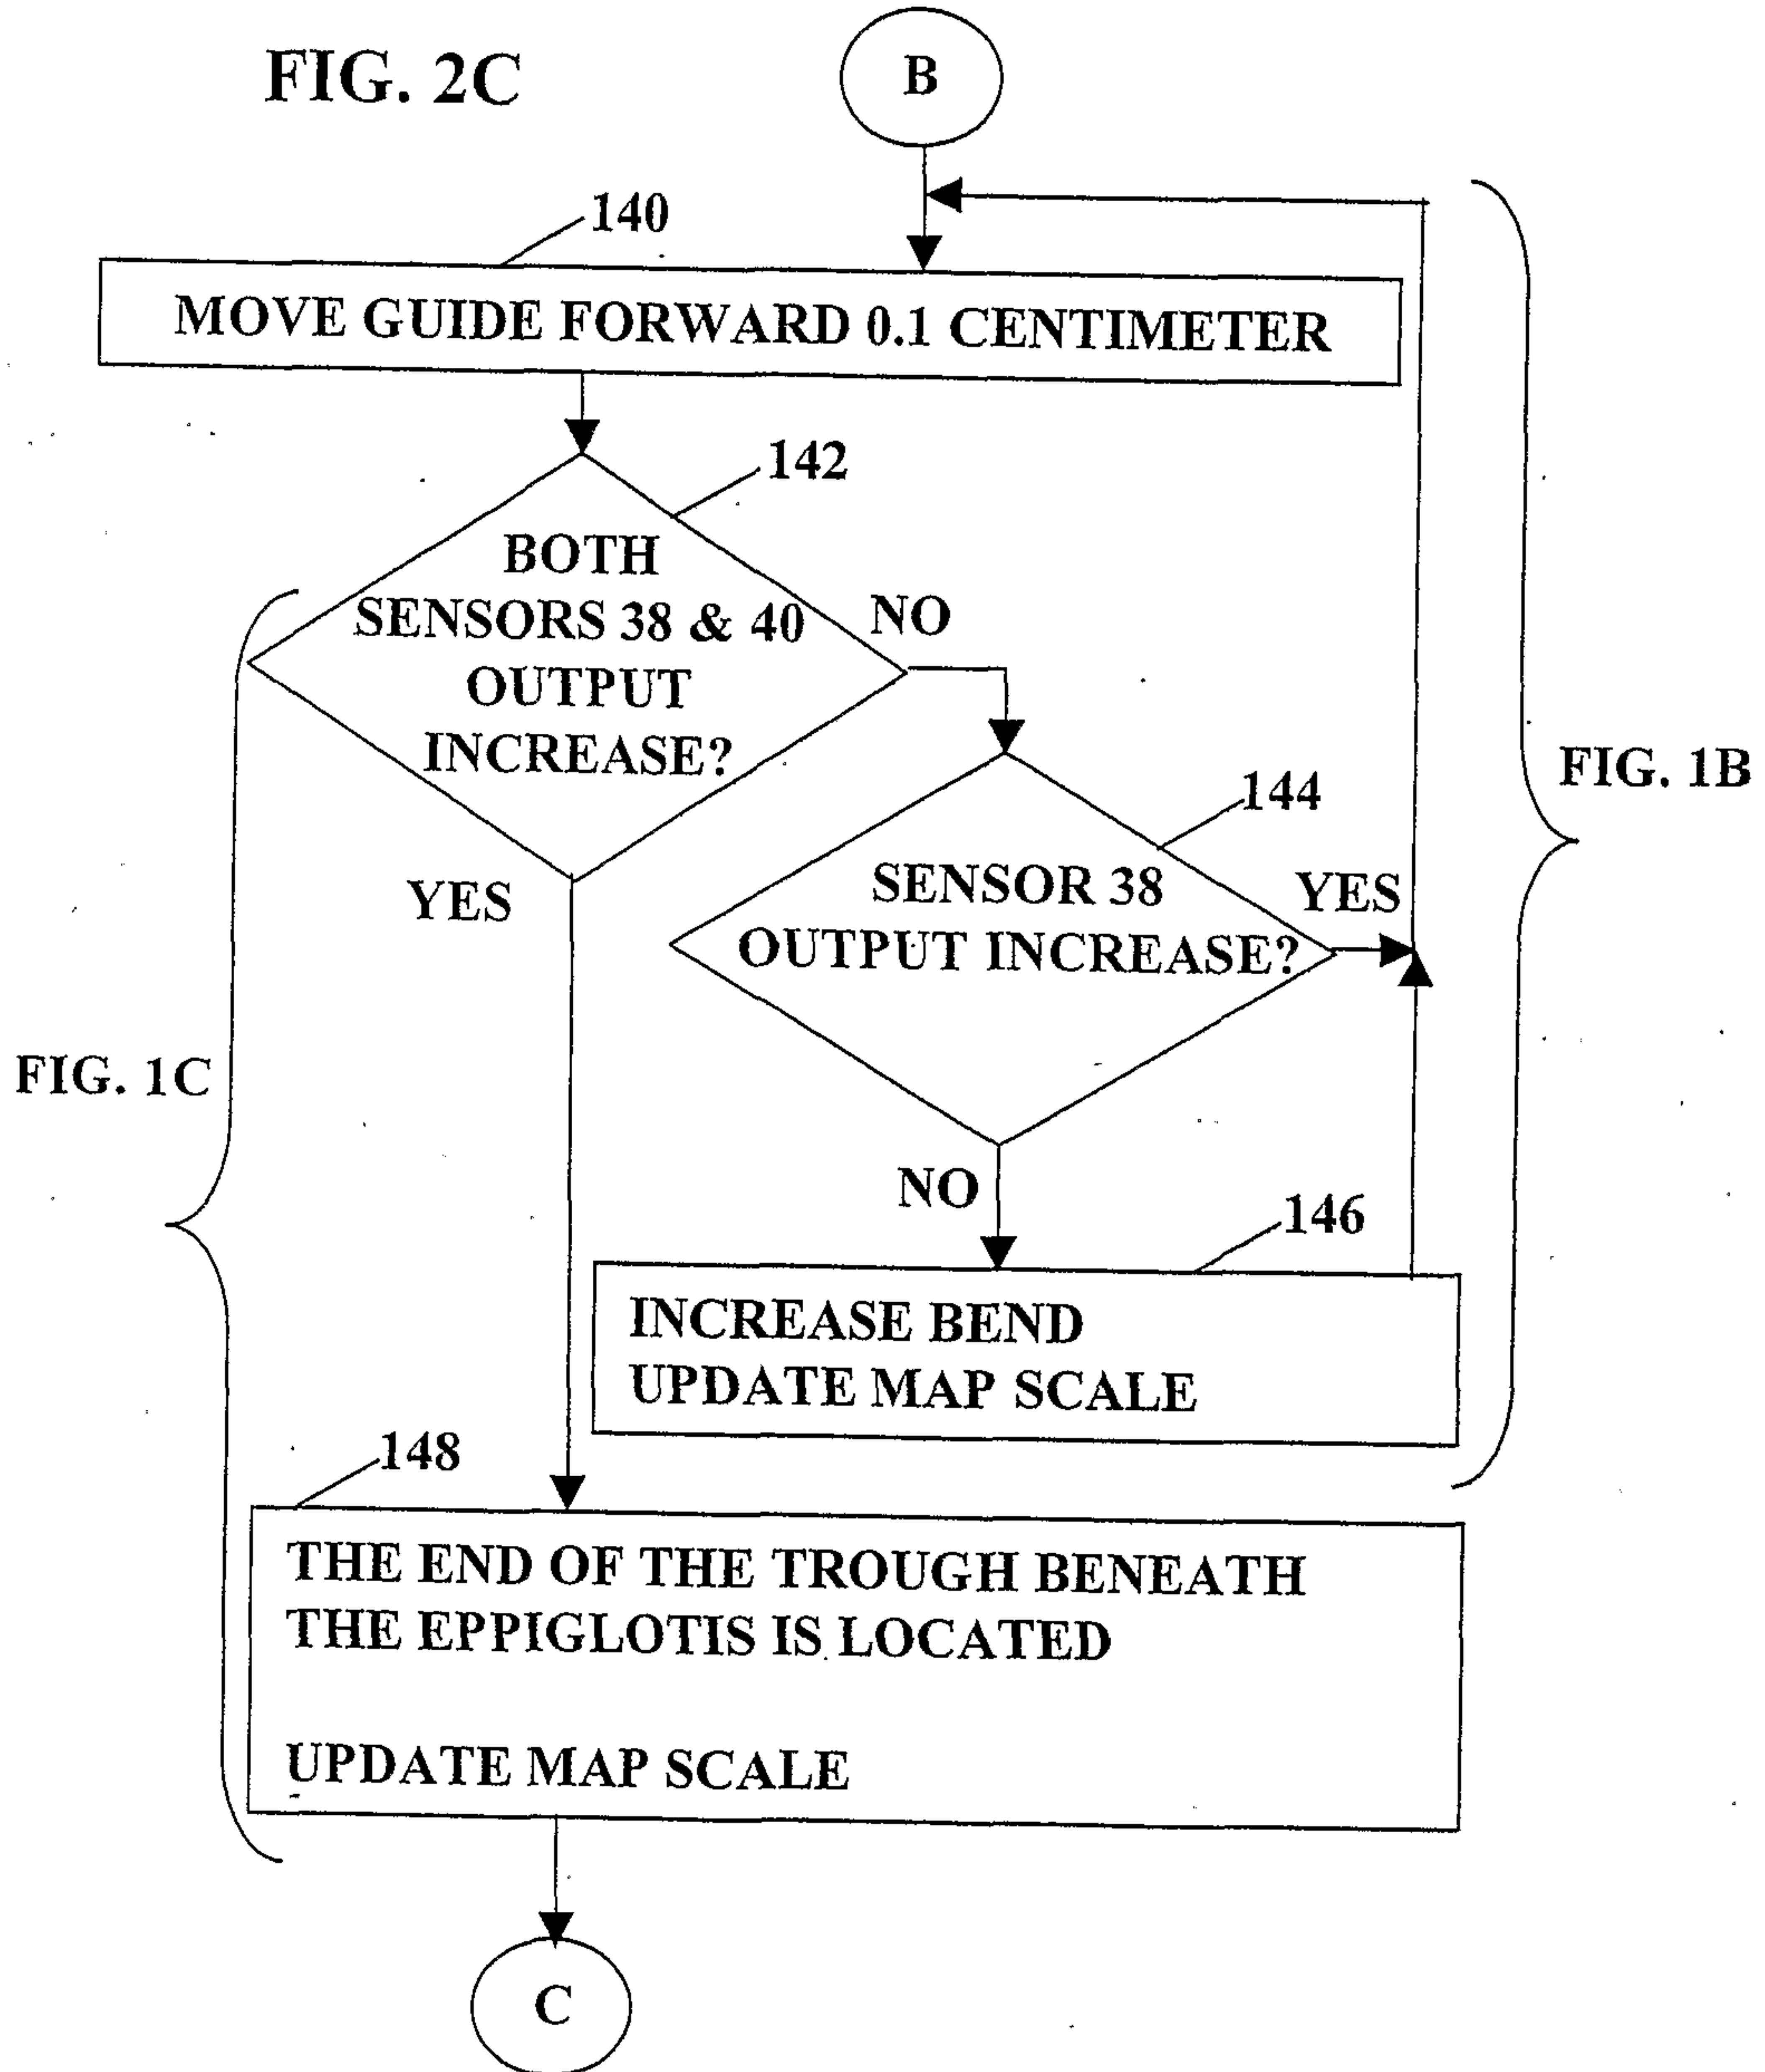 FIG. 2C
B
140
MOVE GUIDE FORWARD 0.1 CENTIMETER
142
BOTH
SENSORS 38 & 40
OUTPUT
INCREASE?
NO
YES
144
SENSOR 38
OUTPUT INCREASE?
YES
NO
FIG. 1B
FIG. 1C
146
INCREASE BEND
UPDATE MAP SCALE
148
THE END OF THE TROUGH BENEATH
THE EPPIGLOTIS IS LOCATED
UPDATE MAP SCALE
C